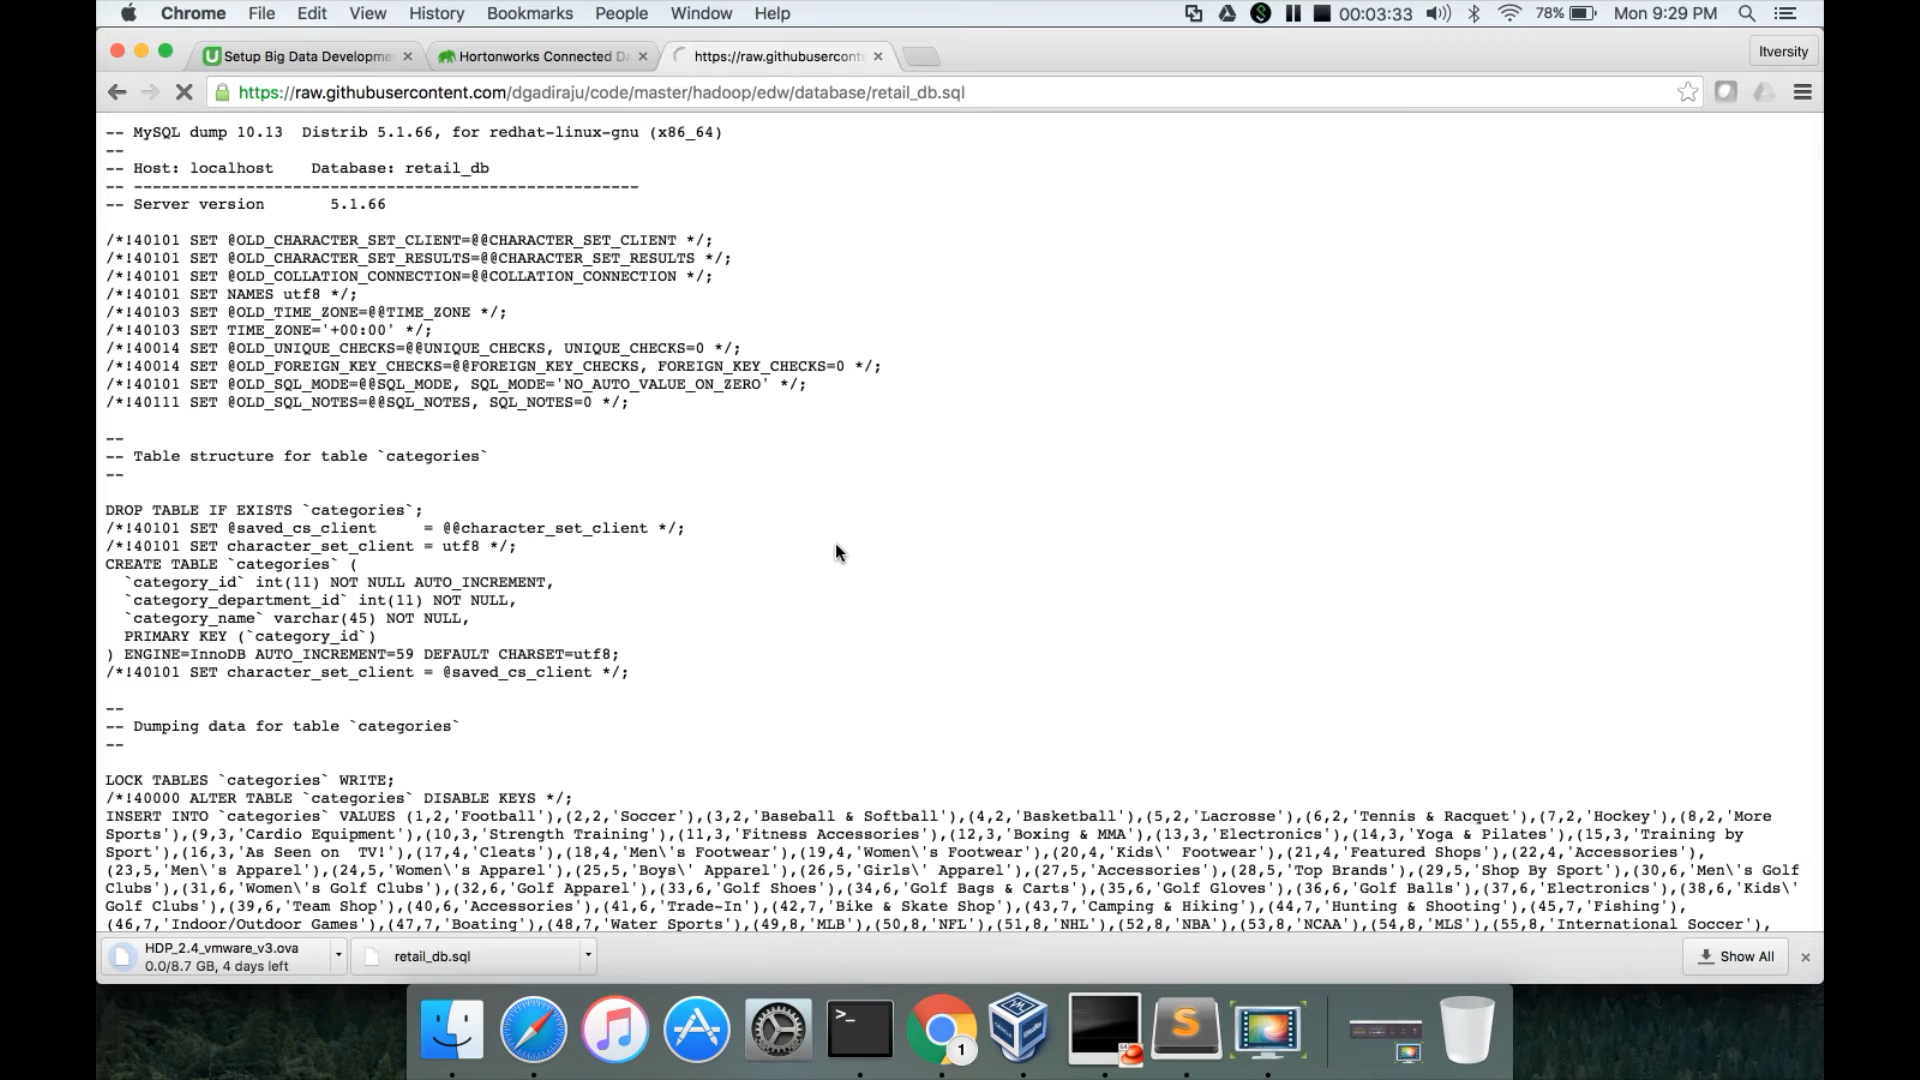 Chrome File Edit View History Bookmarks People Window Help 00:03:33 78% Mon 9:29 PM
Setup Big Data Developme Hortonworks Connected Da https://raw.githubusercont Itversity
https://raw.githubusercontent.com/dgadiraju/code/master/hadoop/edw/database/retail_db.sql
-- MySQL dump 10.13  Distrib 5.1.66, for redhat-linux-gnu (x86_64)
--
-- Host: localhost    Database: retail_db
-- ------------------------------------------------------
-- Server version       5.1.66
/*!40101 SET @OLD_CHARACTER_SET_CLIENT=@@CHARACTER_SET_CLIENT */;
/*!40101 SET @OLD_CHARACTER_SET_RESULTS=@@CHARACTER_SET_RESULTS */;
/*!40101 SET @OLD_COLLATION_CONNECTION=@@COLLATION_CONNECTION */;
/*!40101 SET NAMES utf8 */;
/*!40103 SET @OLD_TIME_ZONE=@@TIME_ZONE */;
/*!40103 SET TIME_ZONE='+00:00' */;
/*!40014 SET @OLD_UNIQUE_CHECKS=@@UNIQUE_CHECKS, UNIQUE_CHECKS=0 */;
/*!40014 SET @OLD_FOREIGN_KEY_CHECKS=@@FOREIGN_KEY_CHECKS, FOREIGN_KEY_CHECKS=0 */;
/*!40101 SET @OLD_SQL_MODE=@@SQL_MODE, SQL_MODE='NO_AUTO_VALUE_ON_ZERO' */;
/*!40111 SET @OLD_SQL_NOTES=@@SQL_NOTES, SQL_NOTES=0 */;
--
-- Table structure for table `categories`
--
DROP TABLE IF EXISTS `categories`;
/*!40101 SET @saved_cs_client     = @@character_set_client */;
/*!40101 SET character_set_client = utf8 */;
CREATE TABLE `categories` (
  `category_id` int(11) NOT NULL AUTO_INCREMENT,
  `category_department_id` int(11) NOT NULL,
  `category_name` varchar(45) NOT NULL,
  PRIMARY KEY (`category_id`)
) ENGINE=InnoDB AUTO_INCREMENT=59 DEFAULT CHARSET=utf8;
/*!40101 SET character_set_client = @saved_cs_client */;
--
-- Dumping data for table `categories`
--
LOCK TABLES `categories` WRITE;
/*!40000 ALTER TABLE `categories` DISABLE KEYS */;
INSERT INTO `categories` VALUES (1,2,'Football'),(2,2,'Soccer'),(3,2,'Baseball & Softball'),(4,2,'Basketball'),(5,2,'Lacrosse'),(6,2,'Tennis & Racquet'),(7,2,'Hockey'),(8,2,'More
Sports'),(9,3,'Cardio Equipment'),(10,3,'Strength Training'),(11,3,'Fitness Accessories'),(12,3,'Boxing & MMA'),(13,3,'Electronics'),(14,3,'Yoga & Pilates'),(15,3,'Training by
Sport'),(16,3,'As Seen on  TV!'),(17,4,'Cleats'),(18,4,'Men\'s Footwear'),(19,4,'Women\'s Footwear'),(20,4,'Kids\' Footwear'),(21,4,'Featured Shops'),(22,4,'Accessories'),
(23,5,'Men\'s Apparel'),(24,5,'Women\'s Apparel'),(25,5,'Boys\' Apparel'),(26,5,'Girls\' Apparel'),(27,5,'Accessories'),(28,5,'Top Brands'),(29,5,'Shop By Sport'),(30,6,'Men\'s Golf
Clubs'),(31,6,'Women\'s Golf Clubs'),(32,6,'Golf Apparel'),(33,6,'Golf Shoes'),(34,6,'Golf Bags & Carts'),(35,6,'Golf Gloves'),(36,6,'Golf Balls'),(37,6,'Electronics'),(38,6,'Kids\'
Golf Clubs'),(39,6,'Team Shop'),(40,6,'Accessories'),(41,6,'Trade-In'),(42,7,'Bike & Skate Shop'),(43,7,'Camping & Hiking'),(44,7,'Hunting & Shooting'),(45,7,'Fishing'),
(46,7,'Indoor/Outdoor Games'),(47,7,'Boating'),(48,7,'Water Sports'),(49,8,'MLB'),(50,8,'NFL'),(51,8,'NHL'),(52,8,'NBA'),(53,8,'NCAA'),(54,8,'MLS'),(55,8,'International Soccer'),
HDP_2.4_vmware_v3.ova
0.0/8.7 GB, 4 days left
retail_db.sql
Show All
>_
S
1